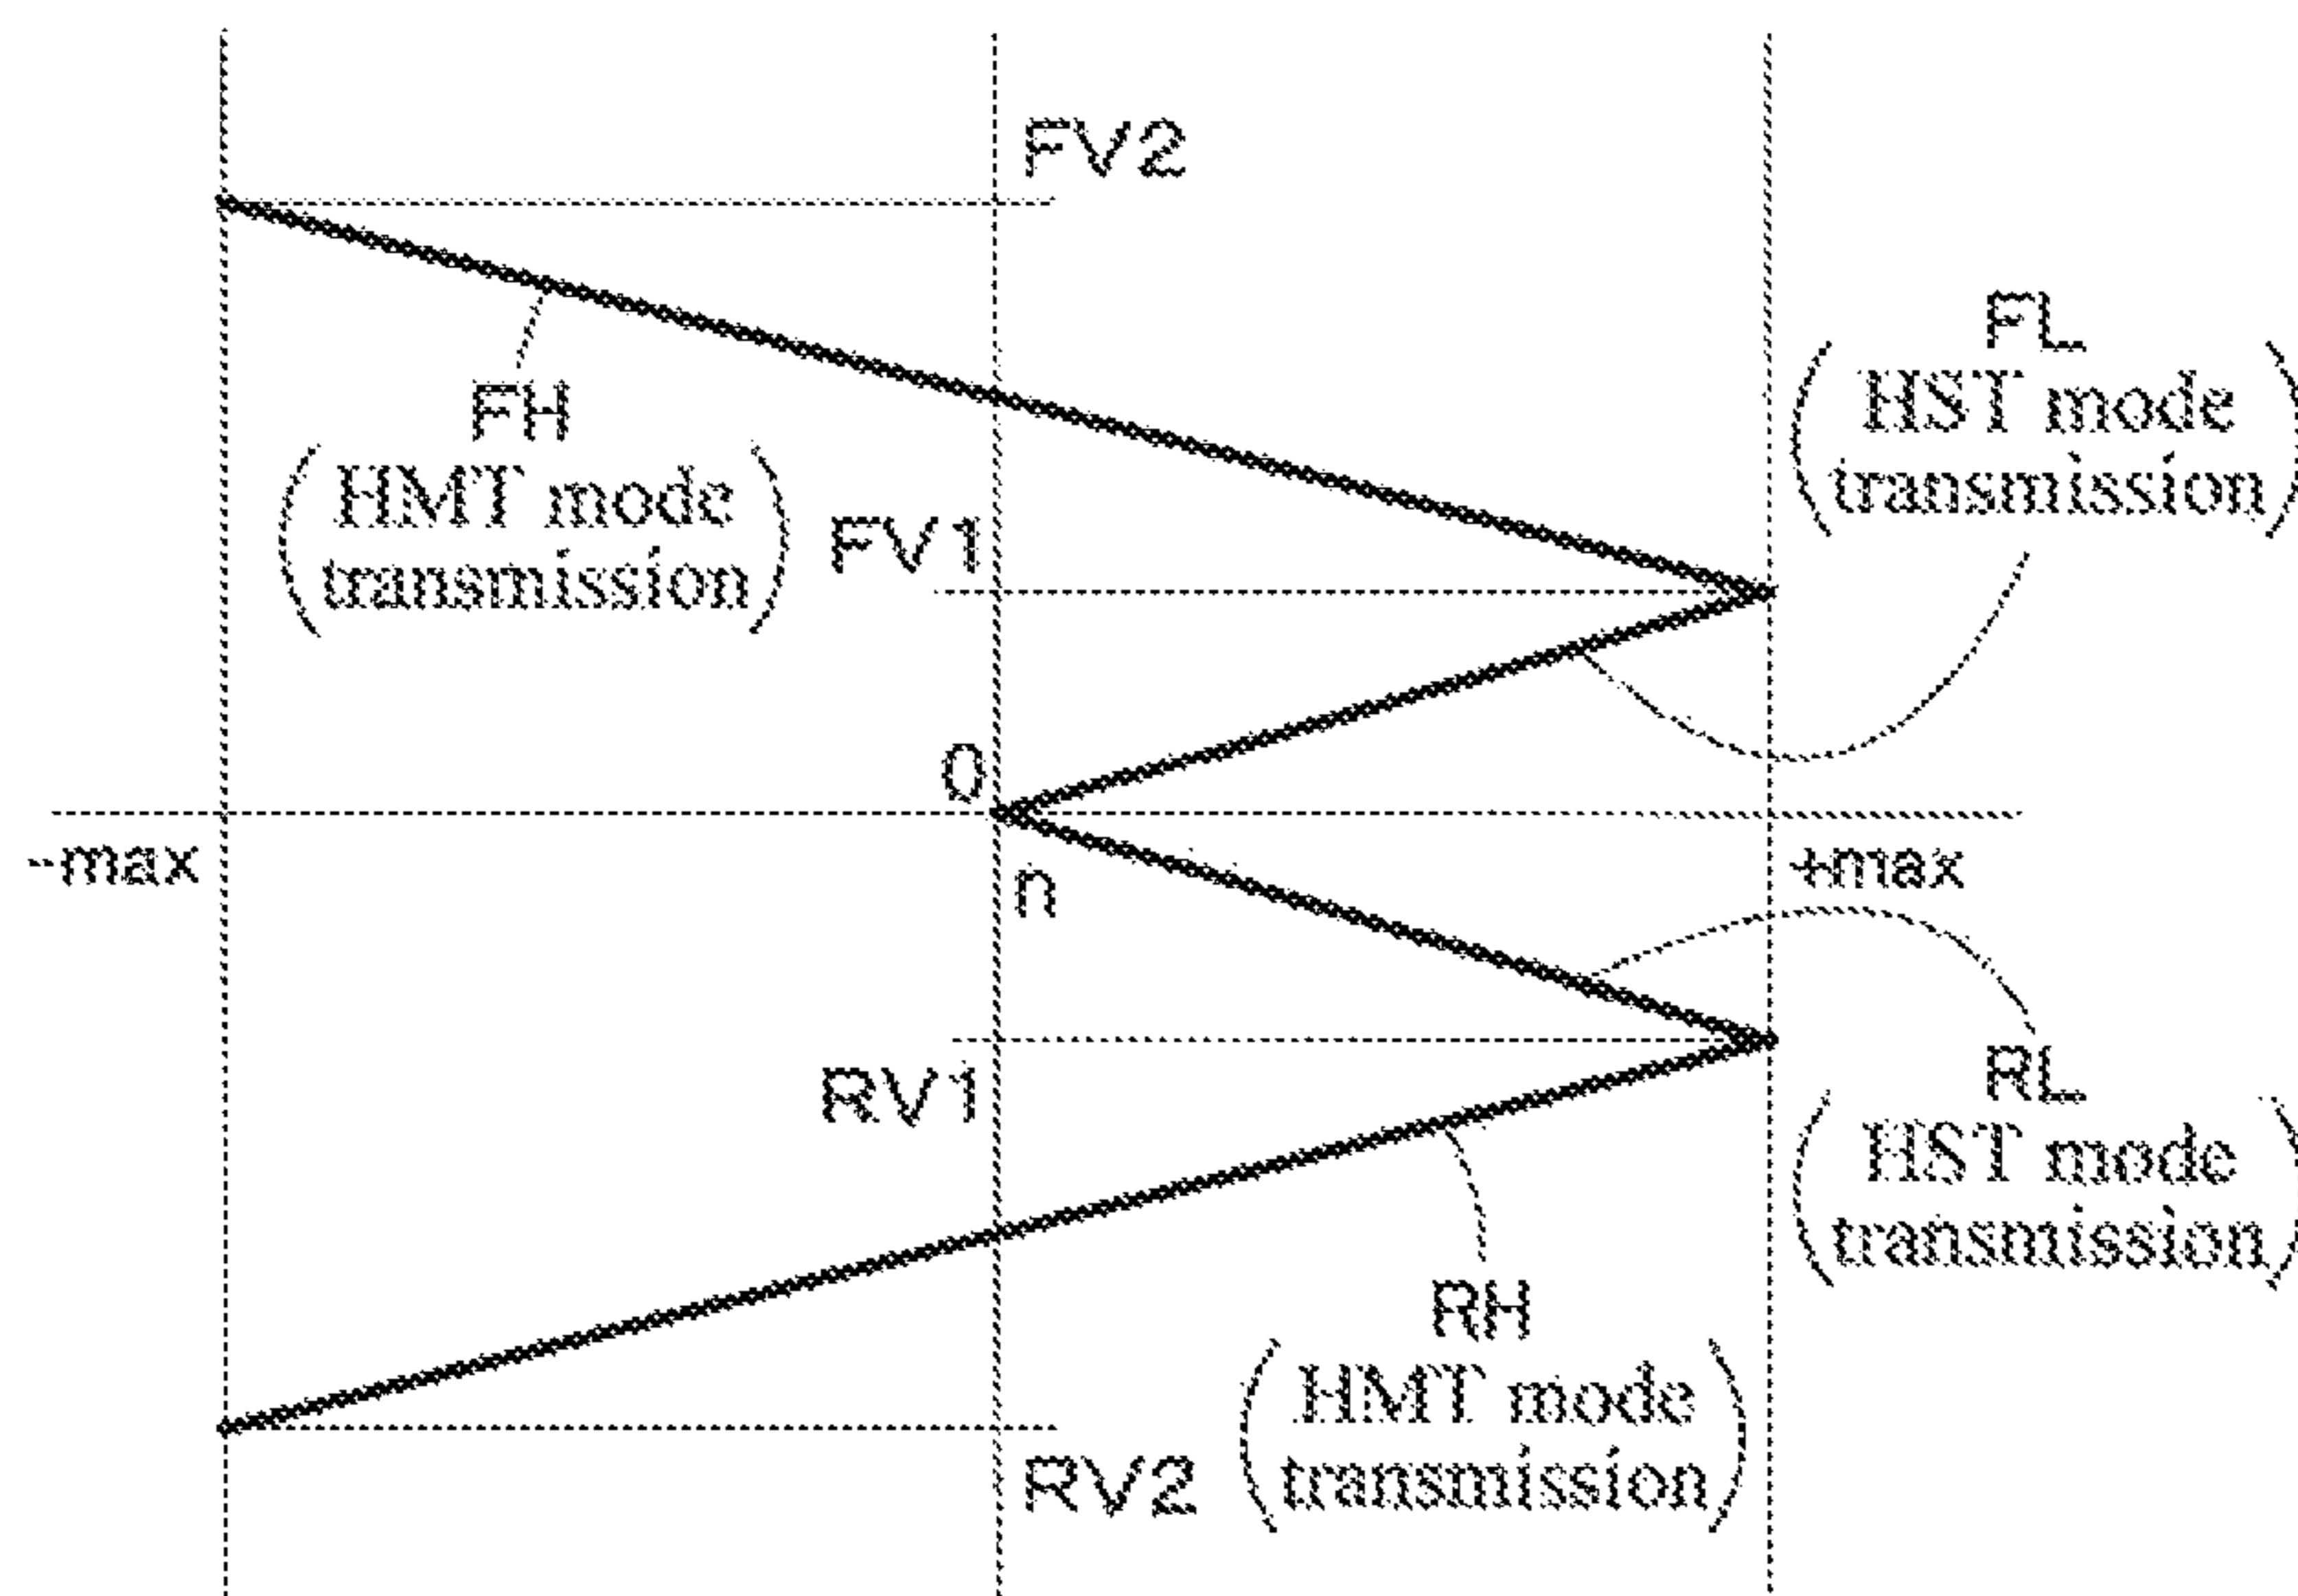 FV2
FL
HST mode
transmission
FH
HMT mode
transmission
FV1
0
-max
n
+max
RV1
RL
HST mode
transmission
RH
HMT mode
transmission
RV2